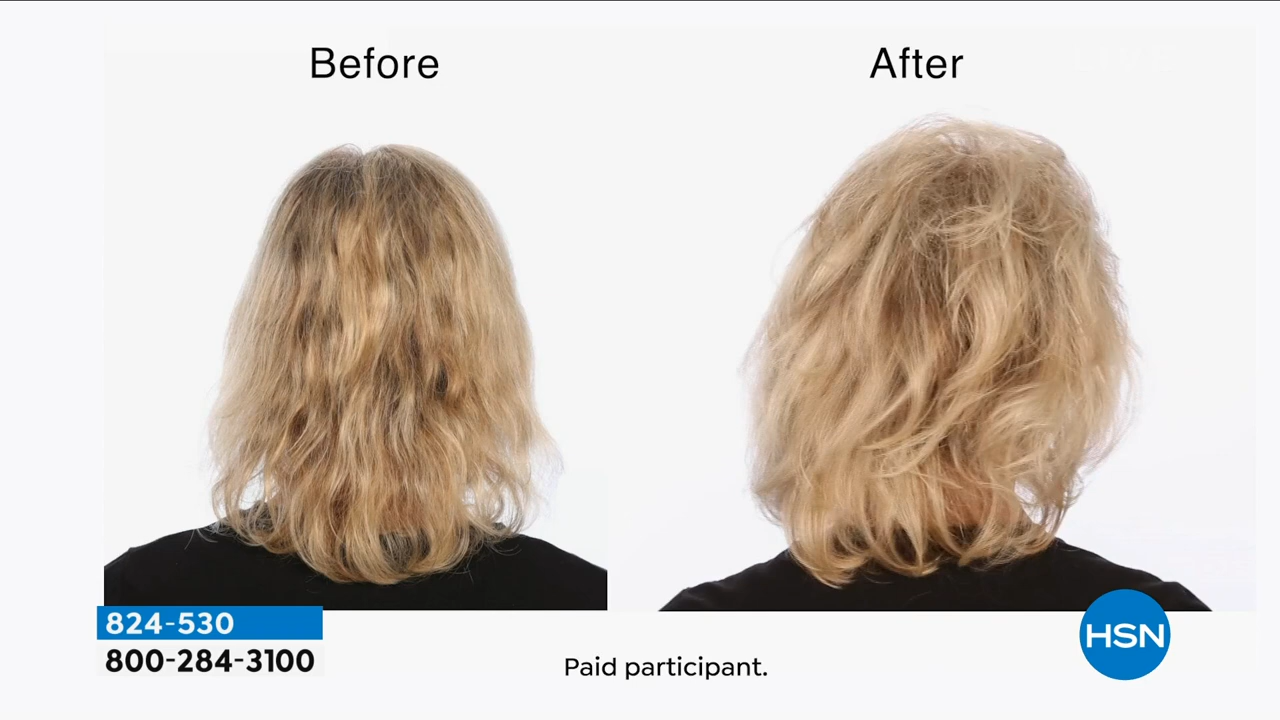 Before
After
824-530
800-284-3100
Paid participant.
HSN